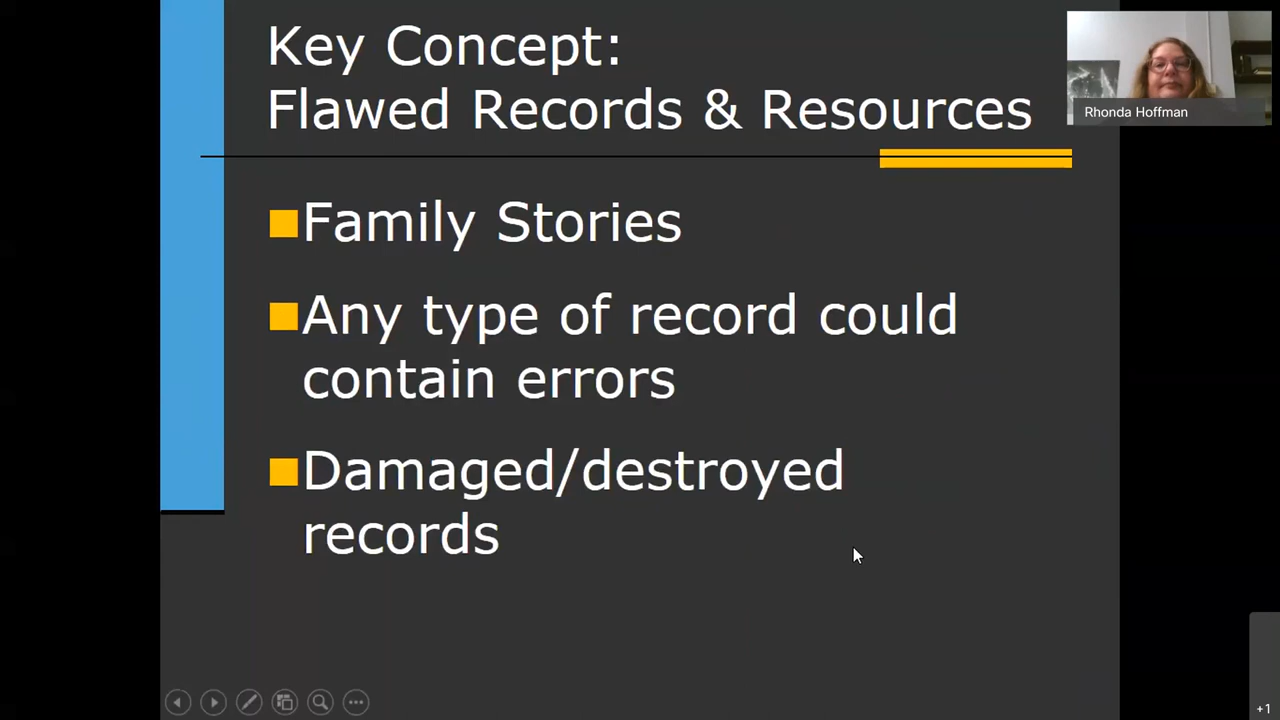 Key Concept:
Flawed Records & Resources
Rhonda Hoffman
Family Stories
Any type of record could
contain errors
Damaged/destroyed
records
+1